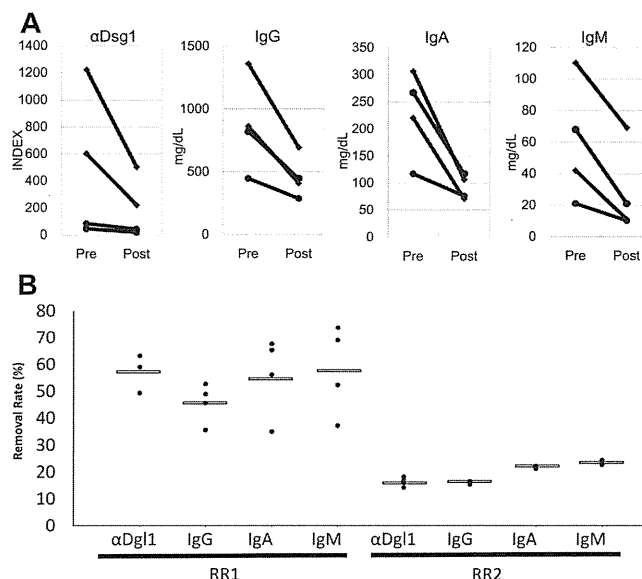 A
αDsg1
IgG
IgA
IgM
INDEX
1400
1200
1000
800
600
400
200
0
Pre Post
mg/dL
1500
1000
500
0
Pre Post
mg/dL
350
300
250
200
150
100
50
0
Pre Post
mg/dL
120
100
80
60
40
20
0
Pre Post
B
Removal Rate (%)
80
70
60
50
40
30
20
10
0
αDgl1 IgG IgA IgM αDgl1 IgG IgA IgM
RR1 RR2